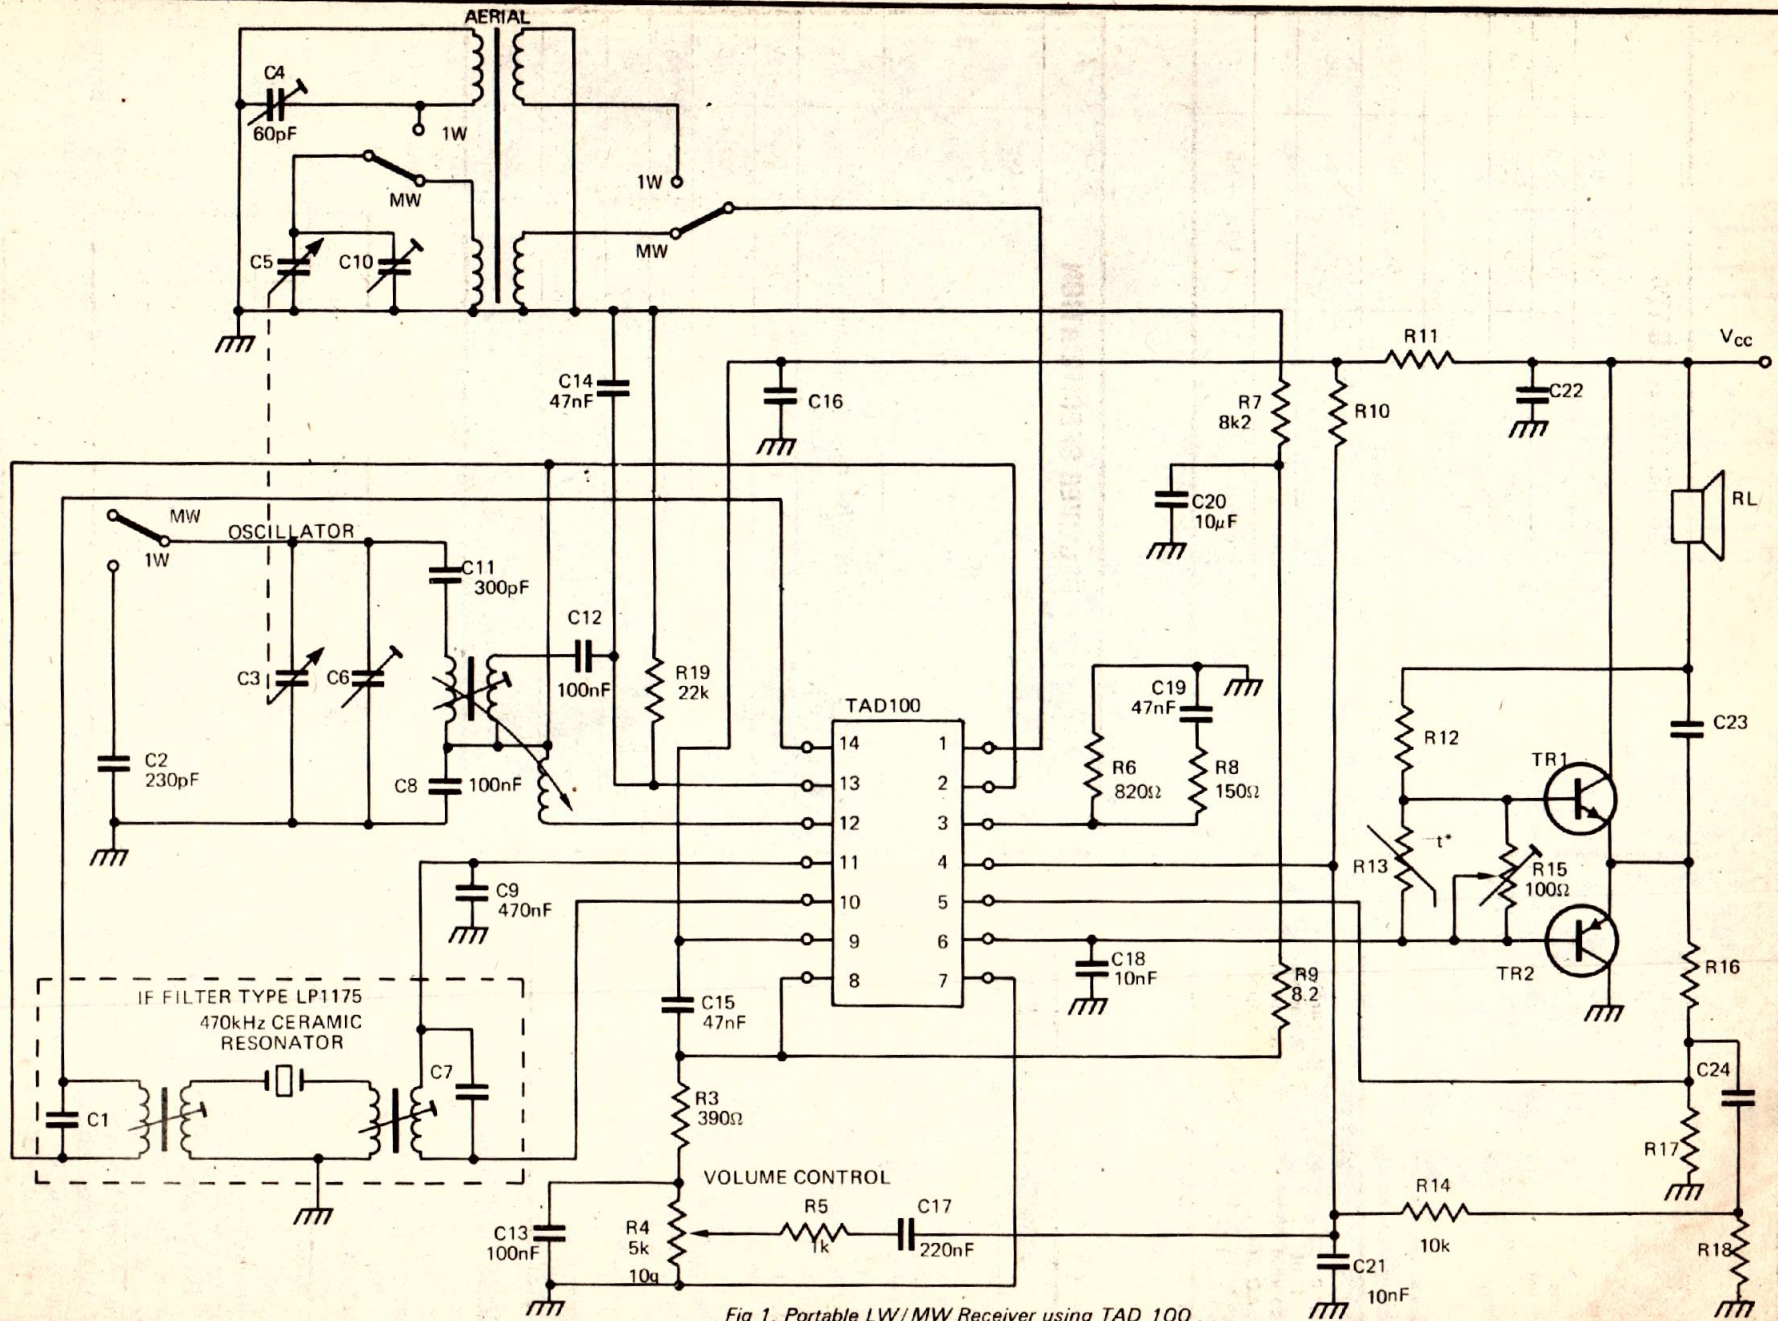 AERIAL
C4
60pF
1W
MW
C5
C10
1W
MW
R11
Vcc
C14
47nF
C16
R7
8k2
R10
C22
C20
10μF
RL
MW
1W
OSCILLATOR
C11
300pF
C12
100nF
R19
22k
C3
C6
C2
230pF
C8
100nF
TAD100
14
13
12
11
10
9
8
1
2
3
4
5
6
7
C19
47nF
R6
820Ω
R8
150Ω
R12
C23
TR1
R13
—t*
R15
100Ω
TR2
R16
C9
470nF
C18
10nF
R9
8.2
IF FILTER TYPE LP1175
470kHz CERAMIC
RESONATOR
C15
47nF
C1
C7
R3
390Ω
C24
R17
VOLUME CONTROL
C13
100nF
R4
5k
10g
R5
1k
C17
220nF
R14
10k
C21
10nF
R18
Fig 1. Portable LW/MW Receiver using TAD 100